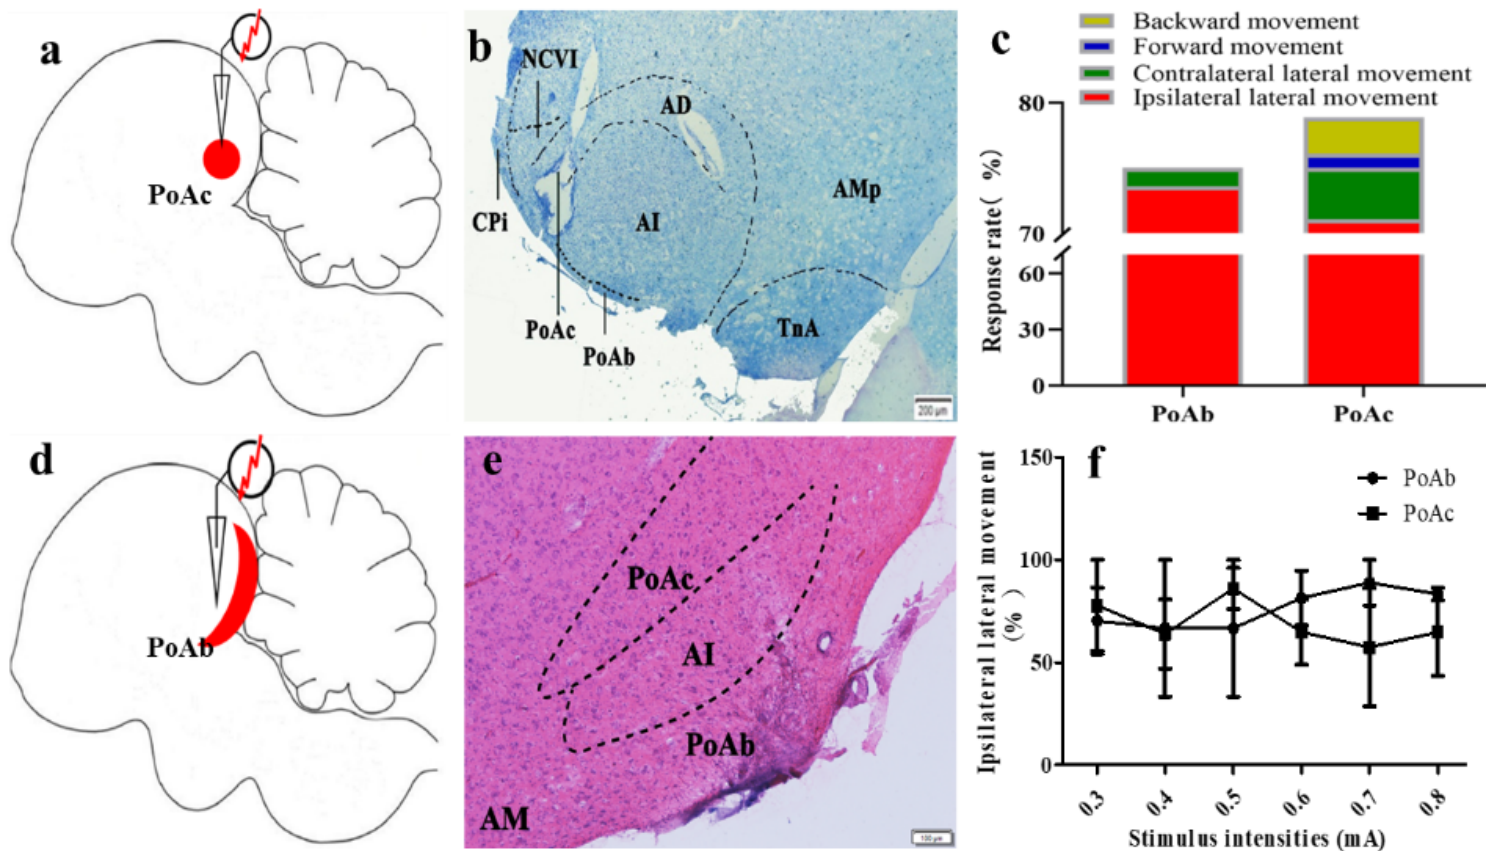 a
PoAc
b
NCVI
AD
AMp
AI
CPi
PoAc
PoAb
TnA
200 μm
c
Backward movement
Forward movement
Contralateral lateral movement
Ipsilateral lateral movement
Response rate( %)
80
70
60
30
0
PoAb
PoAc
d
PoAb
e
PoAc
AI
PoAb
AM
100 μm
f
PoAb
PoAc
Ipsilateral lateral movement
(%)
150
100
50
0
0.3
0.4
0.5
0.6
0.7
0.8
Stimulus intensities (mA)